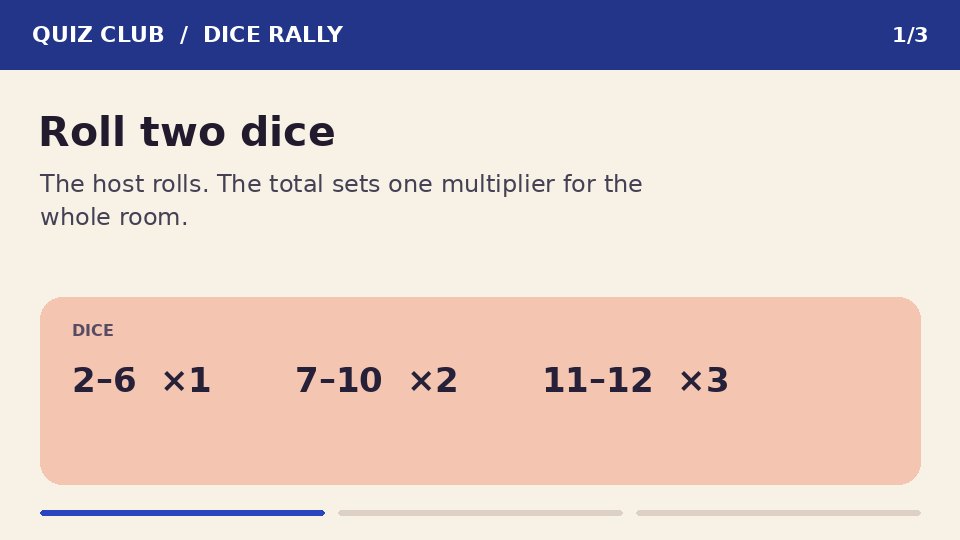 QUIZ CLUB / DICE RALLY
1/3
Roll two dice
The host rolls. The total sets one multiplier for the
whole room.
DICE
2–6 ×1 7–10 ×2 11–12 ×3